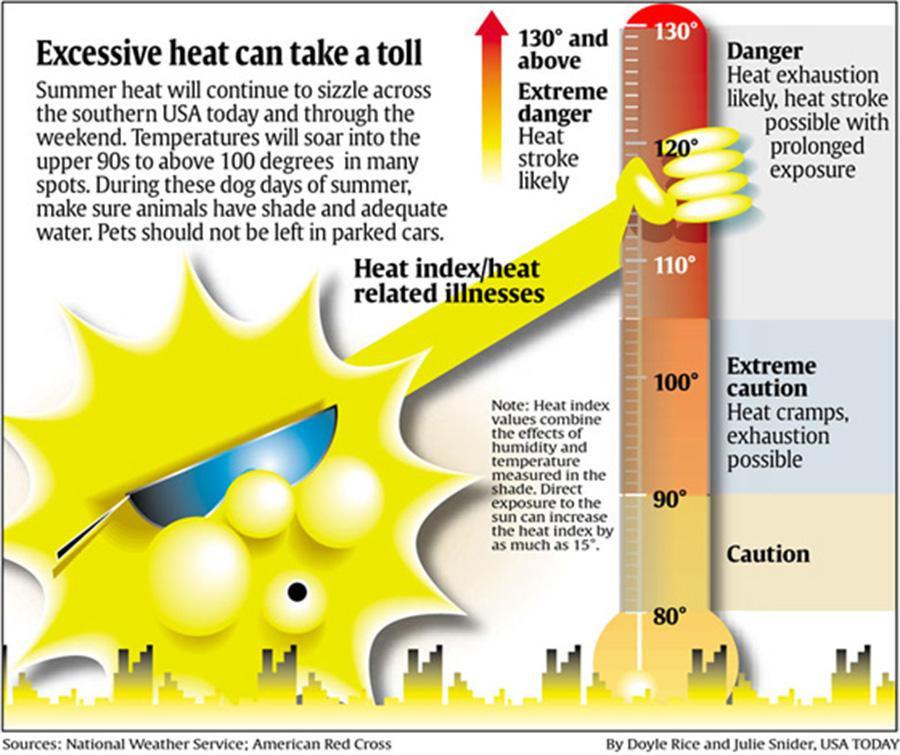 Excessive heat can take a toll
Summer heat will continue to sizzle across
the southern USA today and through the
weekend. Temperatures will soar into the
upper 90s to above 100 degrees in many
spots. During these dog days of summer,
make sure animals have shade and adequate
water. Pets should not be left in parked cars.
Heat index/heat
related illnesses
130° and
above
Extreme
danger
Heat
stroke
likely
130°
120°
110°
100°
90°
80°
Danger
Heat exhaustion
likely, heat stroke
possible with
prolonged
exposure
Extreme
caution
Heat cramps,
exhaustion
possible
Caution
Note: Heat index
values combine
the effects of
humidity and
temperature
measured in the
shade. Direct
exposure to the
sun can increase
the heat index by
as much as 15°.
Sources: National Weather Service; American Red Cross
By Doyle Rice and Julie Snider, USA TODAY